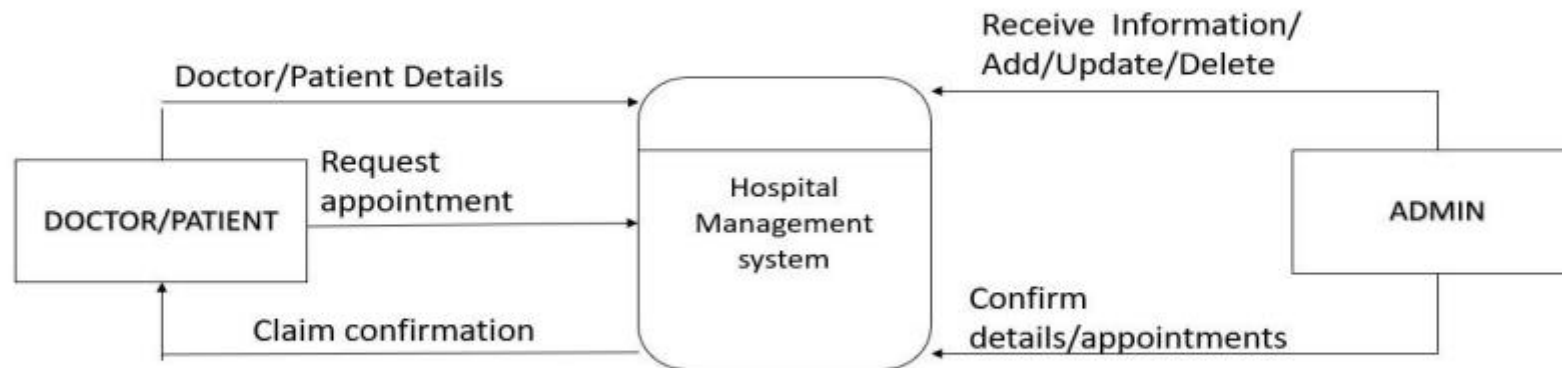 Receive Information/
Add/Update/Delete
Doctor/Patient Details
Request
appointment
DOCTOR/PATIENT
Hospital
Management
system
ADMIN
Claim confirmation
Confirm
details/appointments